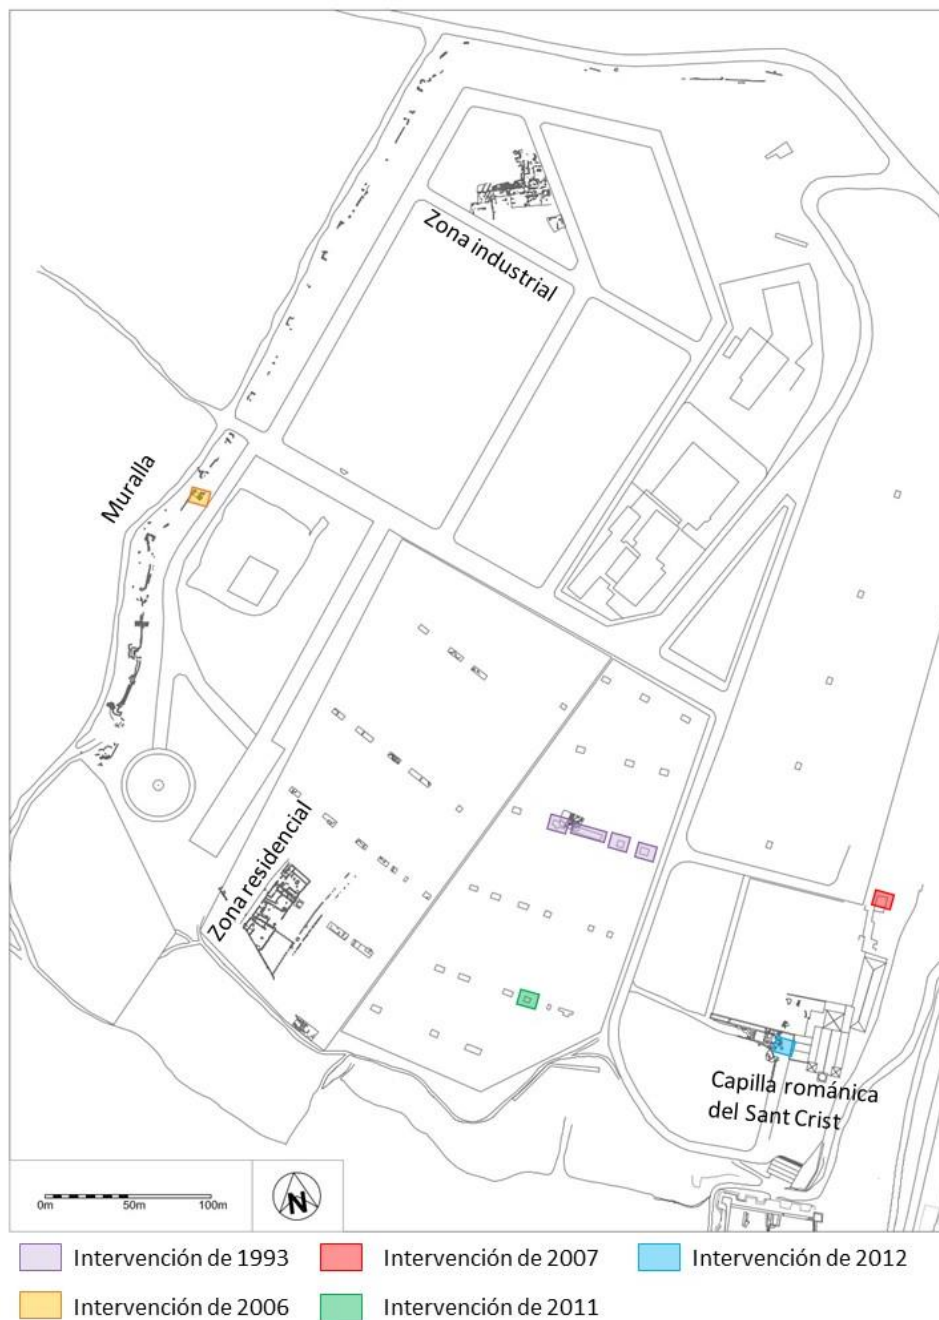 Zona industrial
Muralla
Zona residencial
Capilla románica
del Sant Crist
0m 50m 100m
N
Intervención de 1993
Intervención de 2007
Intervención de 2012
Intervención de 2006
Intervención de 2011